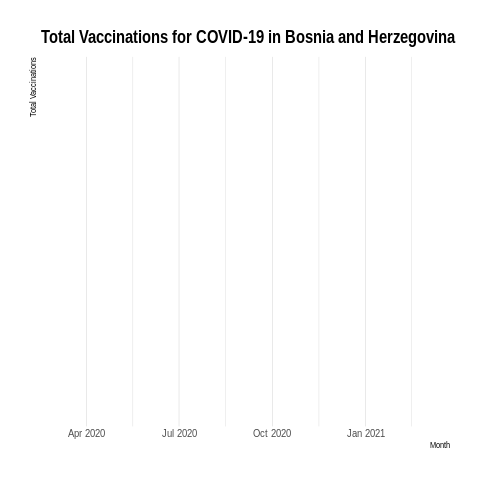 Total Vaccinations for COVID-19 in Bosnia and Herzegovina
Total Vaccinations
Apr 2020 Jul 2020 Oct 2020 Jan 2021
Month